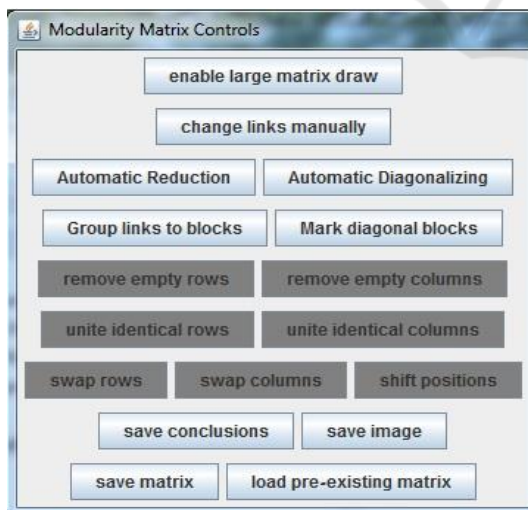 Modularity Matrix Controls
enable large matrix draw
change links manually
Automatic Reduction Automatic Diagonalizing
Group links to blocks Mark diagonal blocks
remove empty rows remove empty columns
unite identical rows unite identical columns
swap rows swap columns shift positions
save conclusions save image
save matrix load pre-existing matrix